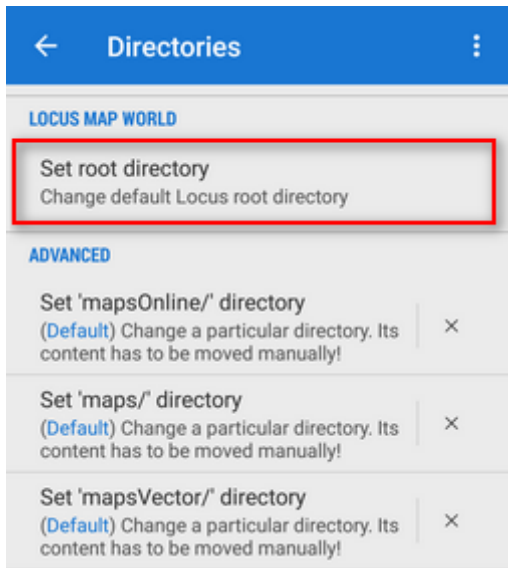 Directories
LOCUS MAP WORLD
Set root directory
Change default Locus root directory
ADVANCED
Set 'mapsOnline/' directory
(Default) Change a particular directory. Its
content has to be moved manually!
Set 'maps/' directory
(Default) Change a particular directory. Its
content has to be moved manually!
Set 'mapsVector/' directory
(Default) Change a particular directory. Its
content has to be moved manually!